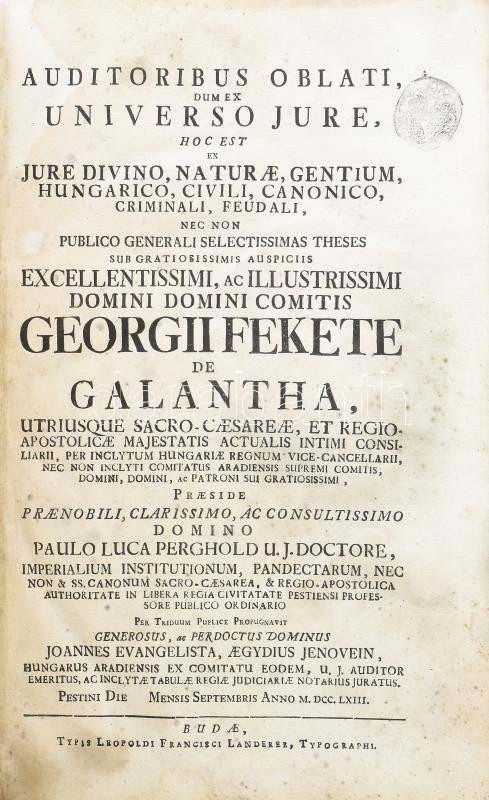 AUDITORIBUS OBLATI,
DUM EX
UNIVERSO JURE,
HOC EST
EX
JURE DIVINO, NATURÆ, GENTIUM,
HUNGARICO, CIVILI, CANONICO,
CRIMINALI, FEUDALI,
NEC NON
PUBLICO GENERALI SELECTISSIMAS THESES
SUB GRATIOSISSIMIS AUSPICIIS
EXCELLENTISSIMI, AC ILLUSTRISSIMI
DOMINI DOMINI COMITIS
GEORGII FEKETE
DE
GALANTHA,
UTRIUSQUE SACRO-CÆSAREÆ, ET REGIO-
APOSTOLICÆ MAJESTATIS ACTUALIS INTIMI CONSI-
LIARII, PER INCLYTUM HUNGARIÆ REGNUM VICE-CANCELLARII,
NEC NON INCLYTI COMITATUS ARADIENSIS SUPREMI COMITIS;
DOMINI, DOMINI, AC PATRONI SUI GRATIOSISSIMI,
PRÆSIDE
PRÆNOBILI, CLARISSIMO, AC CONSULTISSIMO
DOMINO
PAULO LUCA PERGHOLD U. J. DOCTORE,
IMPERIALIUM INSTITUTIONUM, PANDECTARUM, NEC
NON & SS. CANONUM SACRO-CÆSAREA, & REGIO-APOSTOLICA
AUTHORITATE IN LIBERA REGIA CIVITATATE PESTIENSI PROFES-
SORE PUBLICO ORDINARIO
PER TRIDUUM PUBLICE PROPUGNAVIT
GENEROSUS, ac PERDOCTUS DOMINUS
JOANNES EVANGELISTA, ÆGYDIUS JENOVEIN,
HUNGARUS ARADIENSIS EX COMITATU EODEM, U. J. AUDITOR
EMERITUS, AC INCLYTÆ TABULÆ REGIÆ JUDICIARIÆ NOTARIUS JURATUS.
PESTINI DIE MENSIS SEPTEMBRIS ANNO M. DCC. LXIII.
BUDÆ,
TYPIS LEOPOLDI FRANCISCI LANDERER, TYPOGRAPHI.